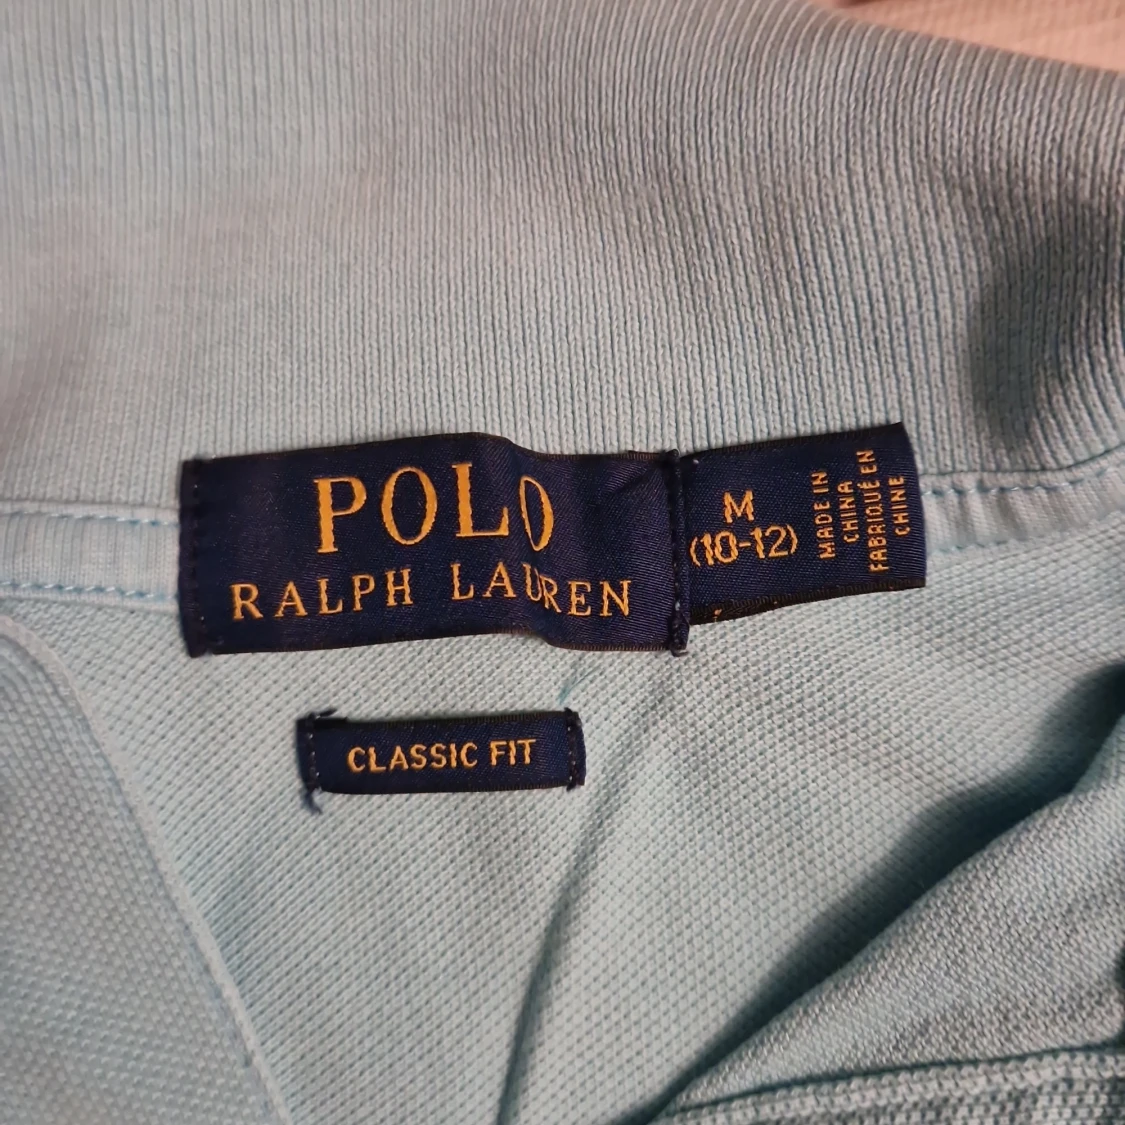 POLO
RALPH LAUREN
M
(10-12)
MADE IN
CHINA
FABRIQUÉ EN
CHINE
CLASSIC FIT